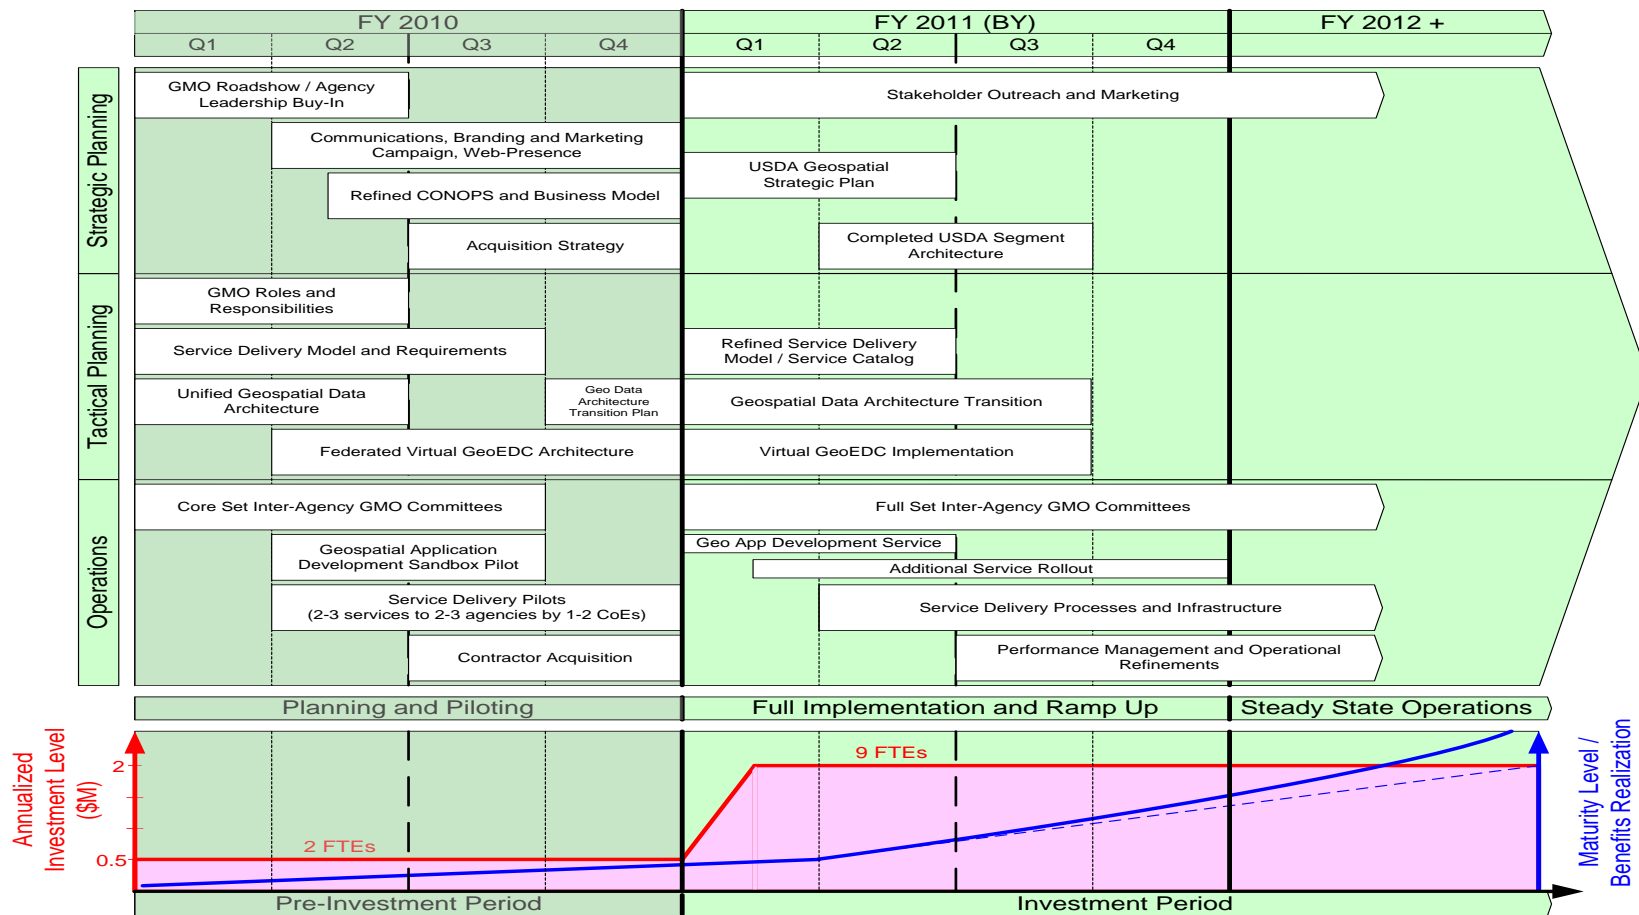 FY 2010
FY 2011 (BY)
FY 2012 +
Q1
Q2
Q3
Q4
Q1
Q2
Q3
Q4
Strategic Planning
GMO Roadshow / Agency
Leadership Buy-In
Stakeholder Outreach and Marketing
Communications, Branding and Marketing
Campaign, Web-Presence
USDA Geospatial
Strategic Plan
Refined CONOPS and Business Model
Acquisition Strategy
Completed USDA Segment
Architecture
Tactical Planning
GMO Roles and
Responsibilities
Service Delivery Model and Requirements
Refined Service Delivery
Model / Service Catalog
Unified Geospatial Data
Architecture
Geo Data
Architecture
Transition Plan
Geospatial Data Architecture Transition
Federated Virtual GeoEDC Architecture
Virtual GeoEDC Implementation
Operations
Core Set Inter-Agency GMO Committees
Full Set Inter-Agency GMO Committees
Geospatial Application
Development Sandbox Pilot
Geo App Development Service
Additional Service Rollout
Service Delivery Pilots
(2-3 services to 2-3 agencies by 1-2 CoEs)
Service Delivery Processes and Infrastructure
Contractor Acquisition
Performance Management and Operational
Refinements
Planning and Piloting
Full Implementation and Ramp Up
Steady State Operations
Annualized
Investment Level
($M)
2
0.5
2 FTEs
9 FTEs
Maturity Level /
Benefits Realization
Pre-Investment Period
Investment Period